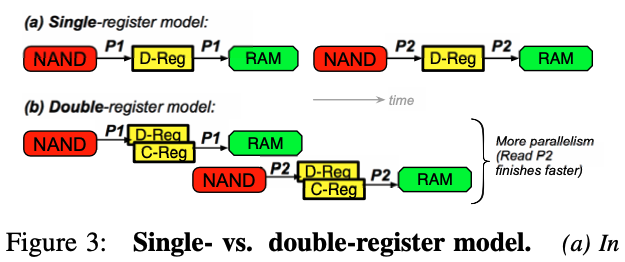 (a) Single-register model:
NAND P1 D-Reg P1 RAM NAND P2 D-Reg P2 RAM
(b) Double-register model:
time
NAND P1 D-Reg C-Reg P1 RAM
NAND P2 D-Reg C-Reg P2 RAM
More parallelism
(Read P2
finishes faster)
Figure 3: Single- vs. double-register model. (a) In